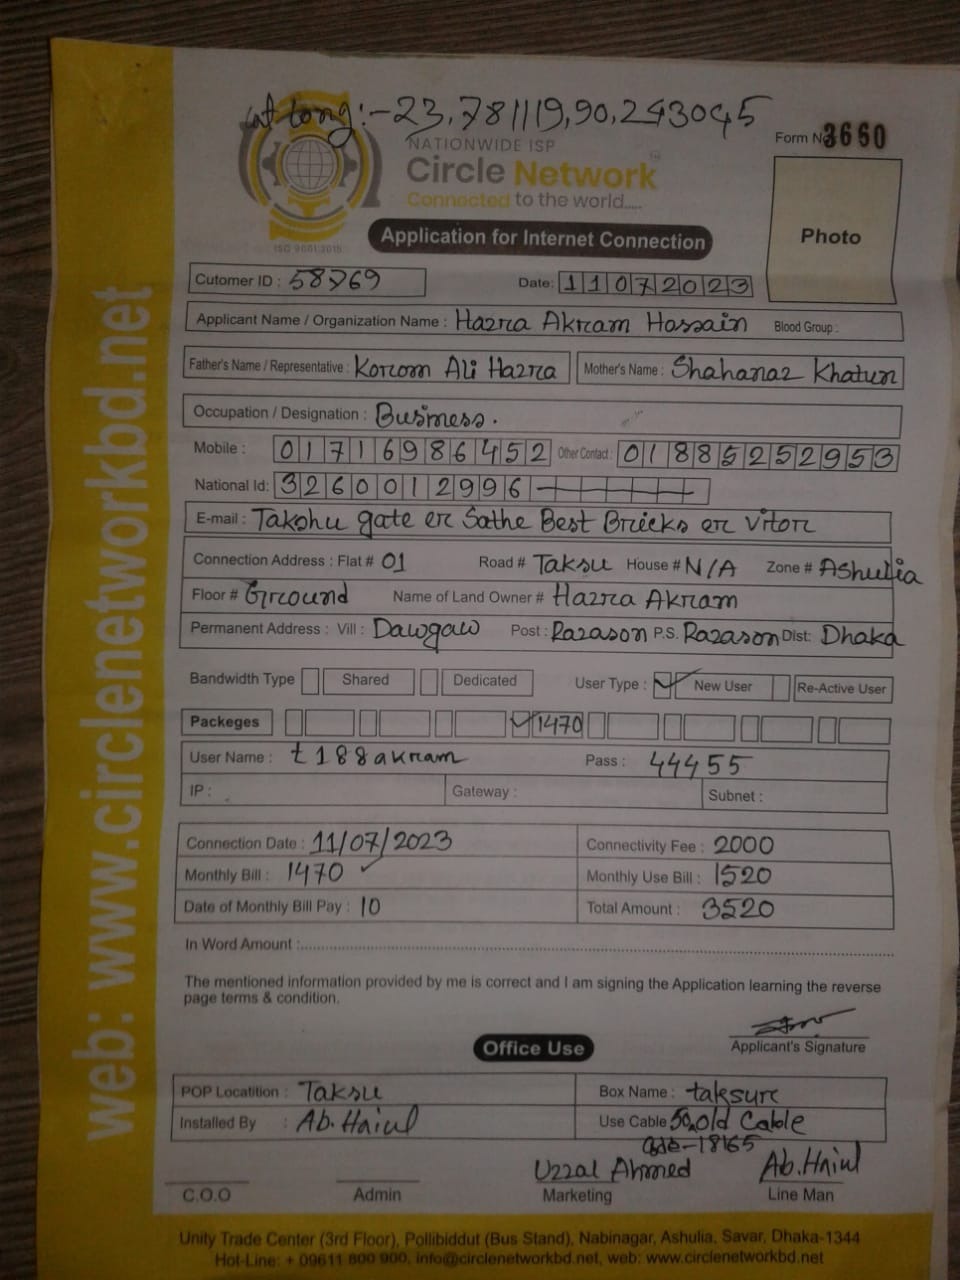 Lat Long:-23.781119,90.243045
NATIONWIDE ISP
Form No 3660
Circle Network™
Connected to the world.....
ISO 9001:2015
Application for Internet Connection
Photo
Cutomer ID : 58769 Date: 11072023
Applicant Name / Organization Name : Hazra Akram Hossain Blood Group :
Father's Name / Representative : Korom Ali Hazra Mother's Name : Shahanaz Khatun
Occupation / Designation : Business.
Mobile : 01716986452 Other Contact : 01885252953
National Id: 3260012996
E-mail : Takshu gate er Sathe Best Bricks er Vitor
Connection Address : Flat # 01 Road # Taksu House # N/A Zone # Ashulia
Floor # Ground Name of Land Owner # Hazra Akram
Permanent Address : Vill : Dawgaw Post : Razason P.S. Razason Dist: Dhaka
Bandwidth Type Shared Dedicated User Type : New User Re-Active User
Packeges 1470
User Name : t188akram Pass : 44455
IP : Gateway : Subnet :
Connection Date : 11/07/2023 Connectivity Fee : 2000
Monthly Bill : 1470 Monthly Use Bill : 1520
Date of Monthly Bill Pay : 10 Total Amount : 3520
In Word Amount :
The mentioned information provided by me is correct and I am signing the Application learning the reverse
page terms & condition.
Applicant's Signature
Office Use
POP Locatition : Taksu Box Name : taksure
Installed By : Ab. Haiul Use Cable 50, old Cable
-18165
Uzzal Ahmed Ab. Haiul
C.O.O Admin Marketing Line Man
Unity Trade Center (3rd Floor), Pollibiddut (Bus Stand), Nabinagar, Ashulia, Savar, Dhaka-1344
Hot-Line: + 09611 800 900, info@circlenetworkbd.net, web: www.circlenetworkbd.net
web: www.circlenetworkbd.net